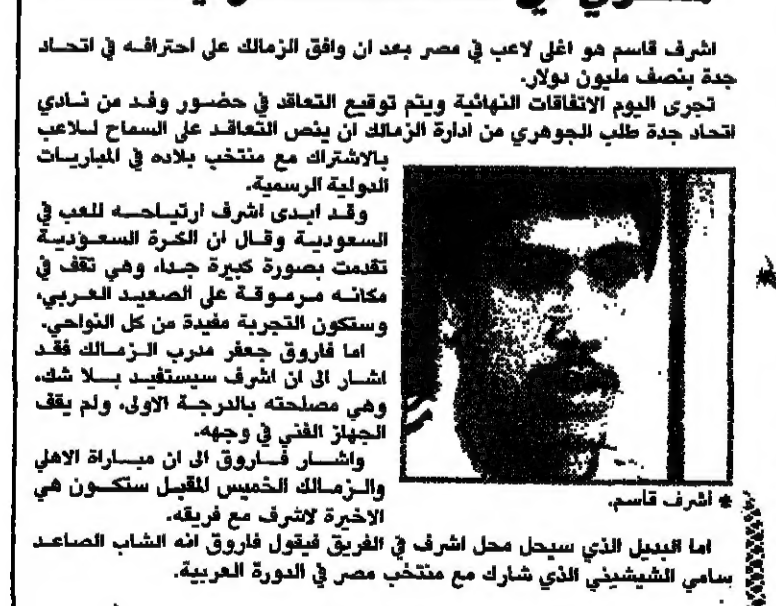 اشرف قاسم هو اغلى لاعب في مصر بعد ان وافق الزمالك على احترافه في اتحاد
جدة بنصف مليون دولار.
تجرى اليوم الاتفاقات النهائية ويتم توقيع التعاقد في حضور وفد من نادي
اتحاد جدة طلب الجوهري من ادارة الزمالك ان ينص التعاقد على السماح للاعب
بالاشتراك مع منتخب بلاده في المباريات
الدولية الرسمية.
وقد ابدى اشرف ارتياحه للعب في
السعودية وقال ان الكرة السعودية
تقدمت بصورة كبيرة جدا، وهي تقف في
مكانه مرموقة على الصعيد العربي،
وستكون التجربة مفيدة من كل النواحي.
اما فاروق جعفر مدرب الزمالك فقد
اشار الى ان اشرف سيستفيد بلا شك،
وهي مصلحته بالدرجة الاولى، ولم يقف
الجهاز الفني في وجهه.
واشار فاروق الى ان مباراة الاهلي
والزمالك الخميس المقبل ستكون هي
الاخيرة لاشرف مع فريقه.
* أشرف قاسم.
اما البديل الذي سيحل محل اشرف في الفريق فيقول فاروق انه الشاب الصاعد
سامي الشيشيني الذي شارك مع منتخب مصر في الدورة العربية.